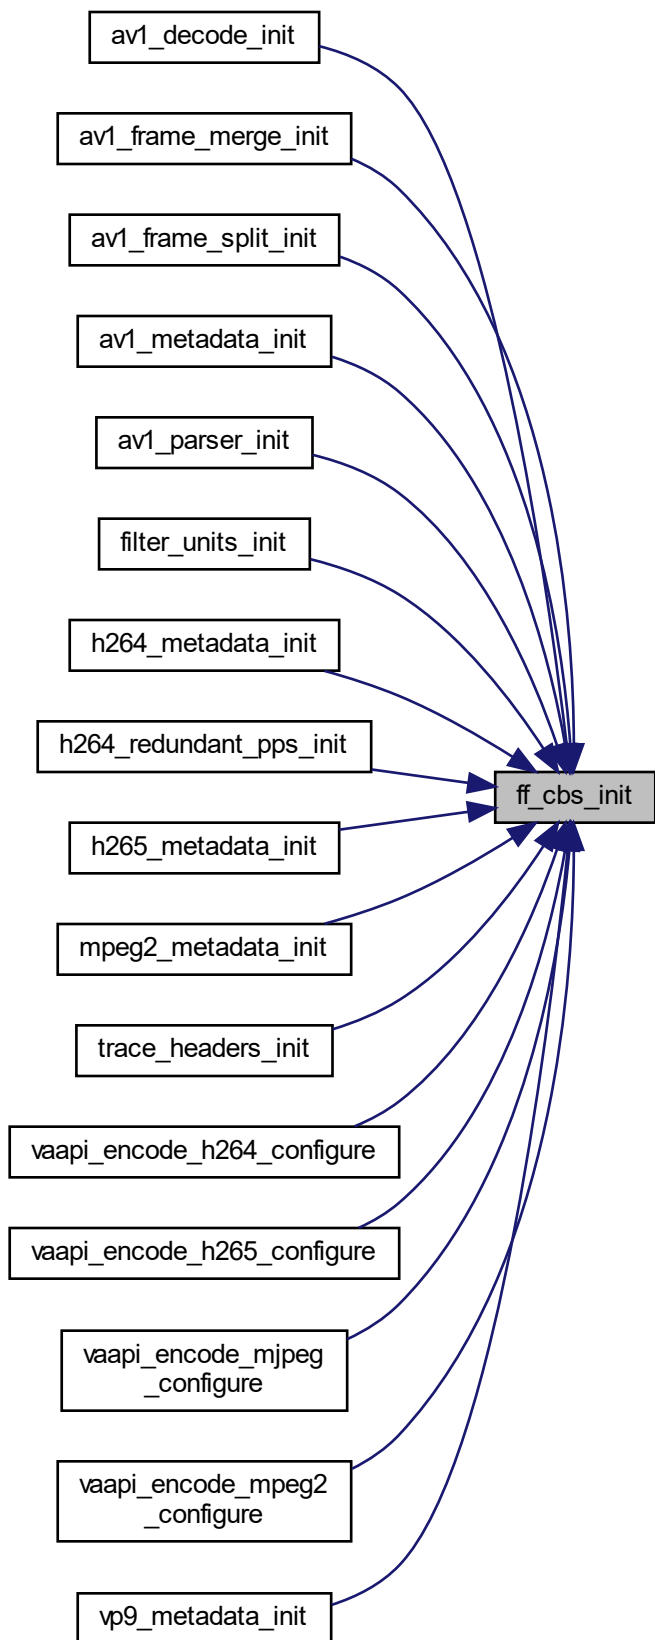 av1_decode_init
av1_frame_merge_init
av1_frame_split_init
av1_metadata_init
av1_parser_init
filter_units_init
h264_metadata_init
h264_redundant_pps_init
ff_cbs_init
h265_metadata_init
mpeg2_metadata_init
trace_headers_init
vaapi_encode_h264_configure
vaapi_encode_h265_configure
vaapi_encode_mjpeg
_configure
vaapi_encode_mpeg2
_configure
vp9_metadata_init